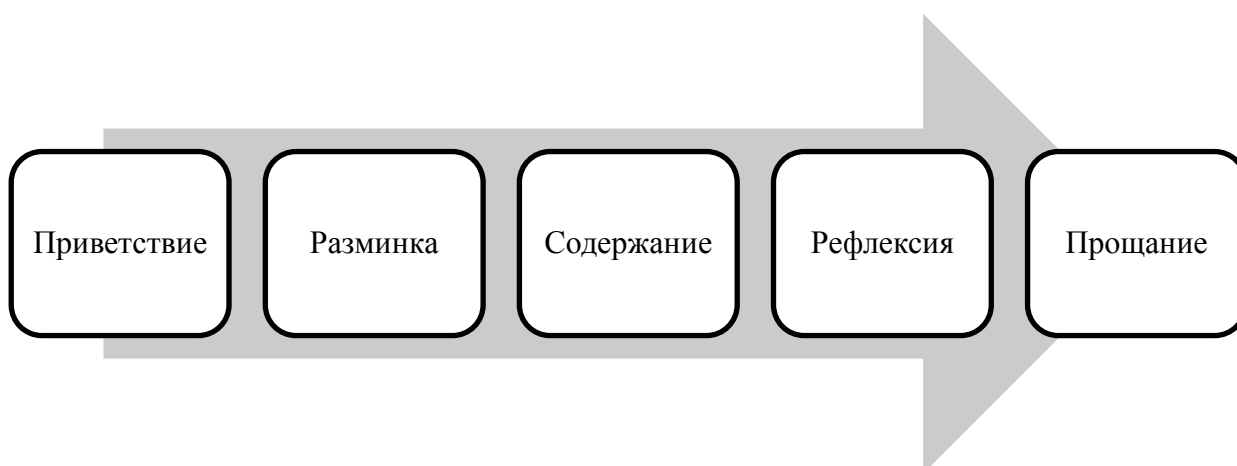 Приветствие
Разминка
Содержание
Рефлексия
Прощание